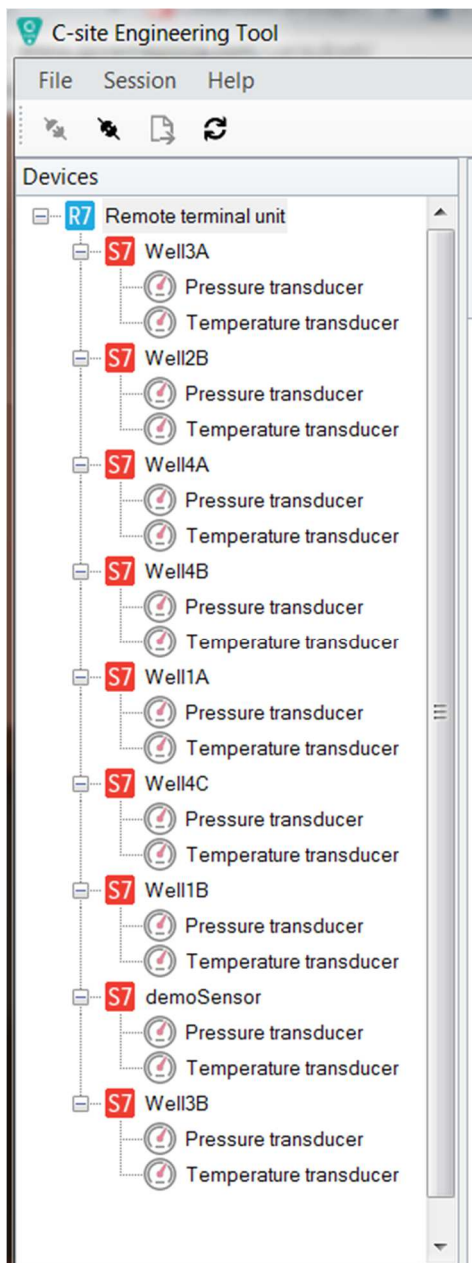 C-site Engineering Tool
File Session Help
Devices
R7 Remote terminal unit
S7 Well3A
Pressure transducer
Temperature transducer
S7 Well2B
Pressure transducer
Temperature transducer
S7 Well4A
Pressure transducer
Temperature transducer
S7 Well4B
Pressure transducer
Temperature transducer
S7 Well1A
Pressure transducer
Temperature transducer
S7 Well4C
Pressure transducer
Temperature transducer
S7 Well1B
Pressure transducer
Temperature transducer
S7 demoSensor
Pressure transducer
Temperature transducer
S7 Well3B
Pressure transducer
Temperature transducer